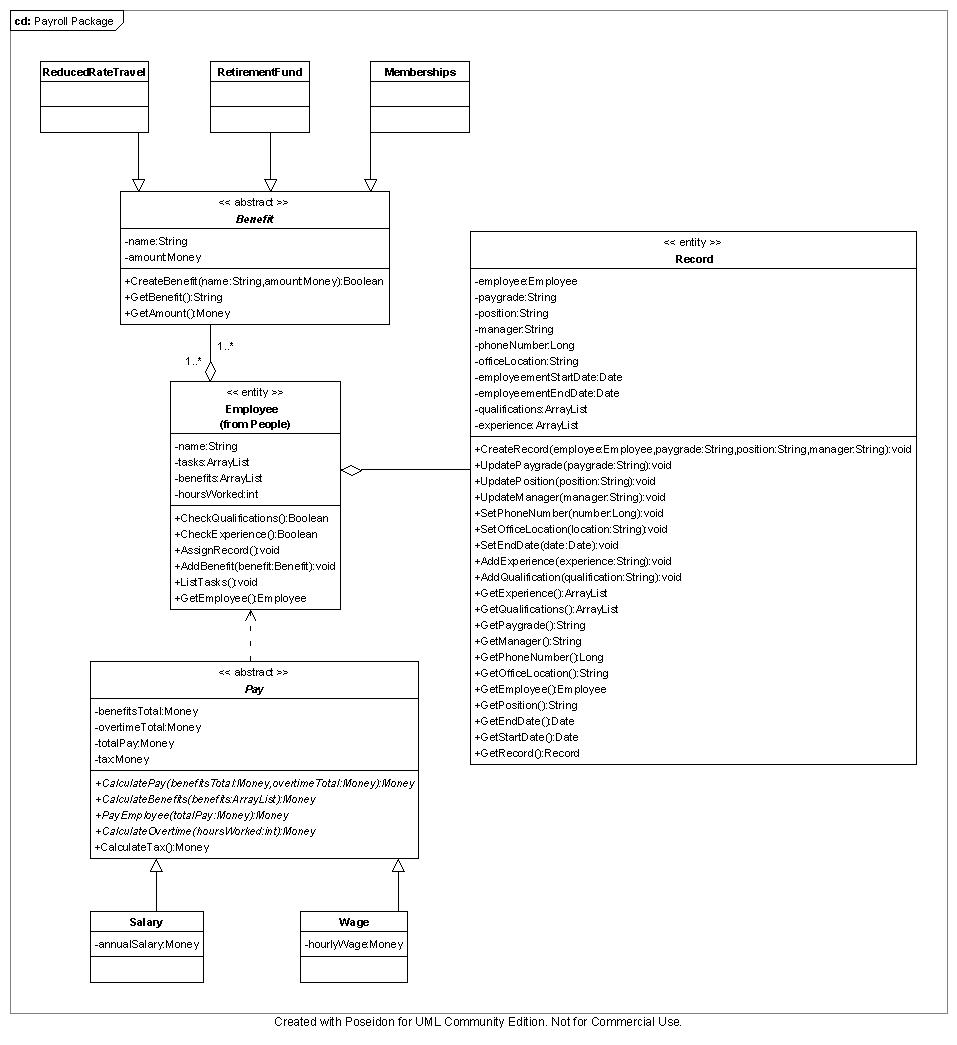 cd: Payroll Package
ReducedRateTravel
RetirementFund
Memberships
<< abstract >>
Benefit
-name:String
-amount:Money
+CreateBenefit(name:String,amount:Money):Boolean
+GetBenefit():String
+GetAmount():Money
1..*
1..*
<< entity >>
Employee
(from People)
-name:String
-tasks:ArrayList
-benefits:ArrayList
-hoursWorked:int
+CheckQualifications():Boolean
+CheckExperience():Boolean
+AssignRecord():void
+AddBenefit(benefit:Benefit):void
+ListTasks():void
+GetEmployee():Employee
<< entity >>
Record
-employee:Employee
-paygrade:String
-position:String
-manager:String
-phoneNumber:Long
-officeLocation:String
-employeementStartDate:Date
-employeementEndDate:Date
-qualifications:ArrayList
-experience:ArrayList
+CreateRecord(employee:Employee,paygrade:String,position:String,manager:String):void
+UpdatePaygrade(paygrade:String):void
+UpdatePosition(position:String):void
+UpdateManager(manager:String):void
+SetPhoneNumber(number:Long):void
+SetOfficeLocation(location:String):void
+SetEndDate(date:Date):void
+AddExperience(experience:String):void
+AddQualification(qualification:String):void
+GetExperience():ArrayList
+GetQualifications():ArrayList
+GetPaygrade():String
+GetManager():String
+GetPhoneNumber():Long
+GetOfficeLocation():String
+GetEmployee():Employee
+GetPosition():String
+GetEndDate():Date
+GetStartDate():Date
+GetRecord():Record
<< abstract >>
Pay
-benefitsTotal:Money
-overtimeTotal:Money
-totalPay:Money
-tax:Money
+CalculatePay(benefitsTotal:Money,overtimeTotal:Money):Money
+CalculateBenefits(benefits:ArrayList):Money
+PayEmployee(totalPay:Money):Money
+CalculateOvertime(hoursWorked:int):Money
+CalculateTax():Money
Salary
-annualSalary:Money
Wage
-hourlyWage:Money
Created with Poseidon for UML Community Edition. Not for Commercial Use.